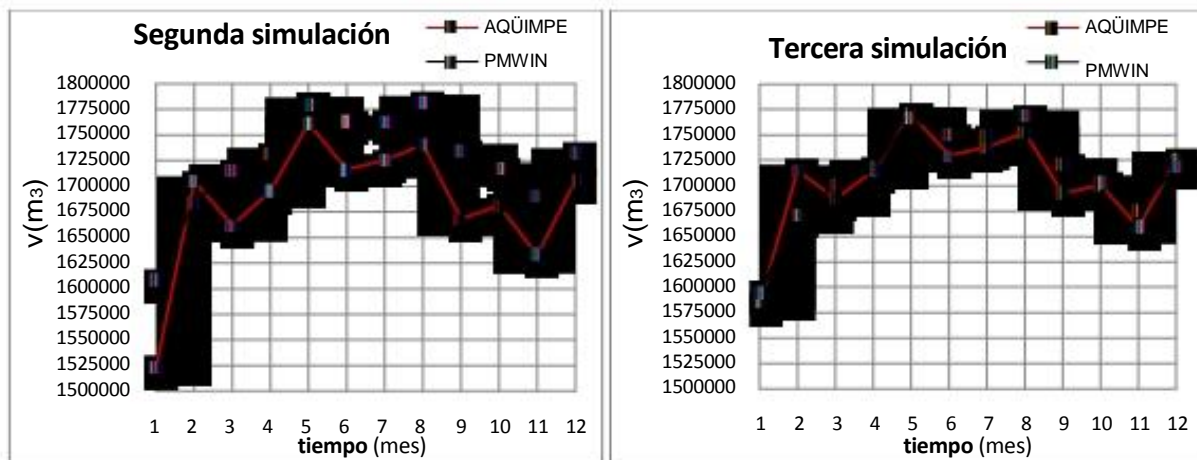 Segunda simulación
AQÜIMPE
PMWIN
v(m3)
1800000
1775000
1750000
1725000
1700000
1675000
1650000
1625000
1600000
1575000
1550000
1525000
1500000
1 2 3 4 5 6 7 8 9 10 11 12
tiempo (mes)
Tercera simulación
AQÜIMPE
PMWIN
v(m3)
1800000
1775000
1750000
1725000
1700000
1675000
1650000
1625000
1600000
1575000
1550000
1525000
1500000
1 2 3 4 5 6 7 8 9 10 11 12
tiempo (mes)